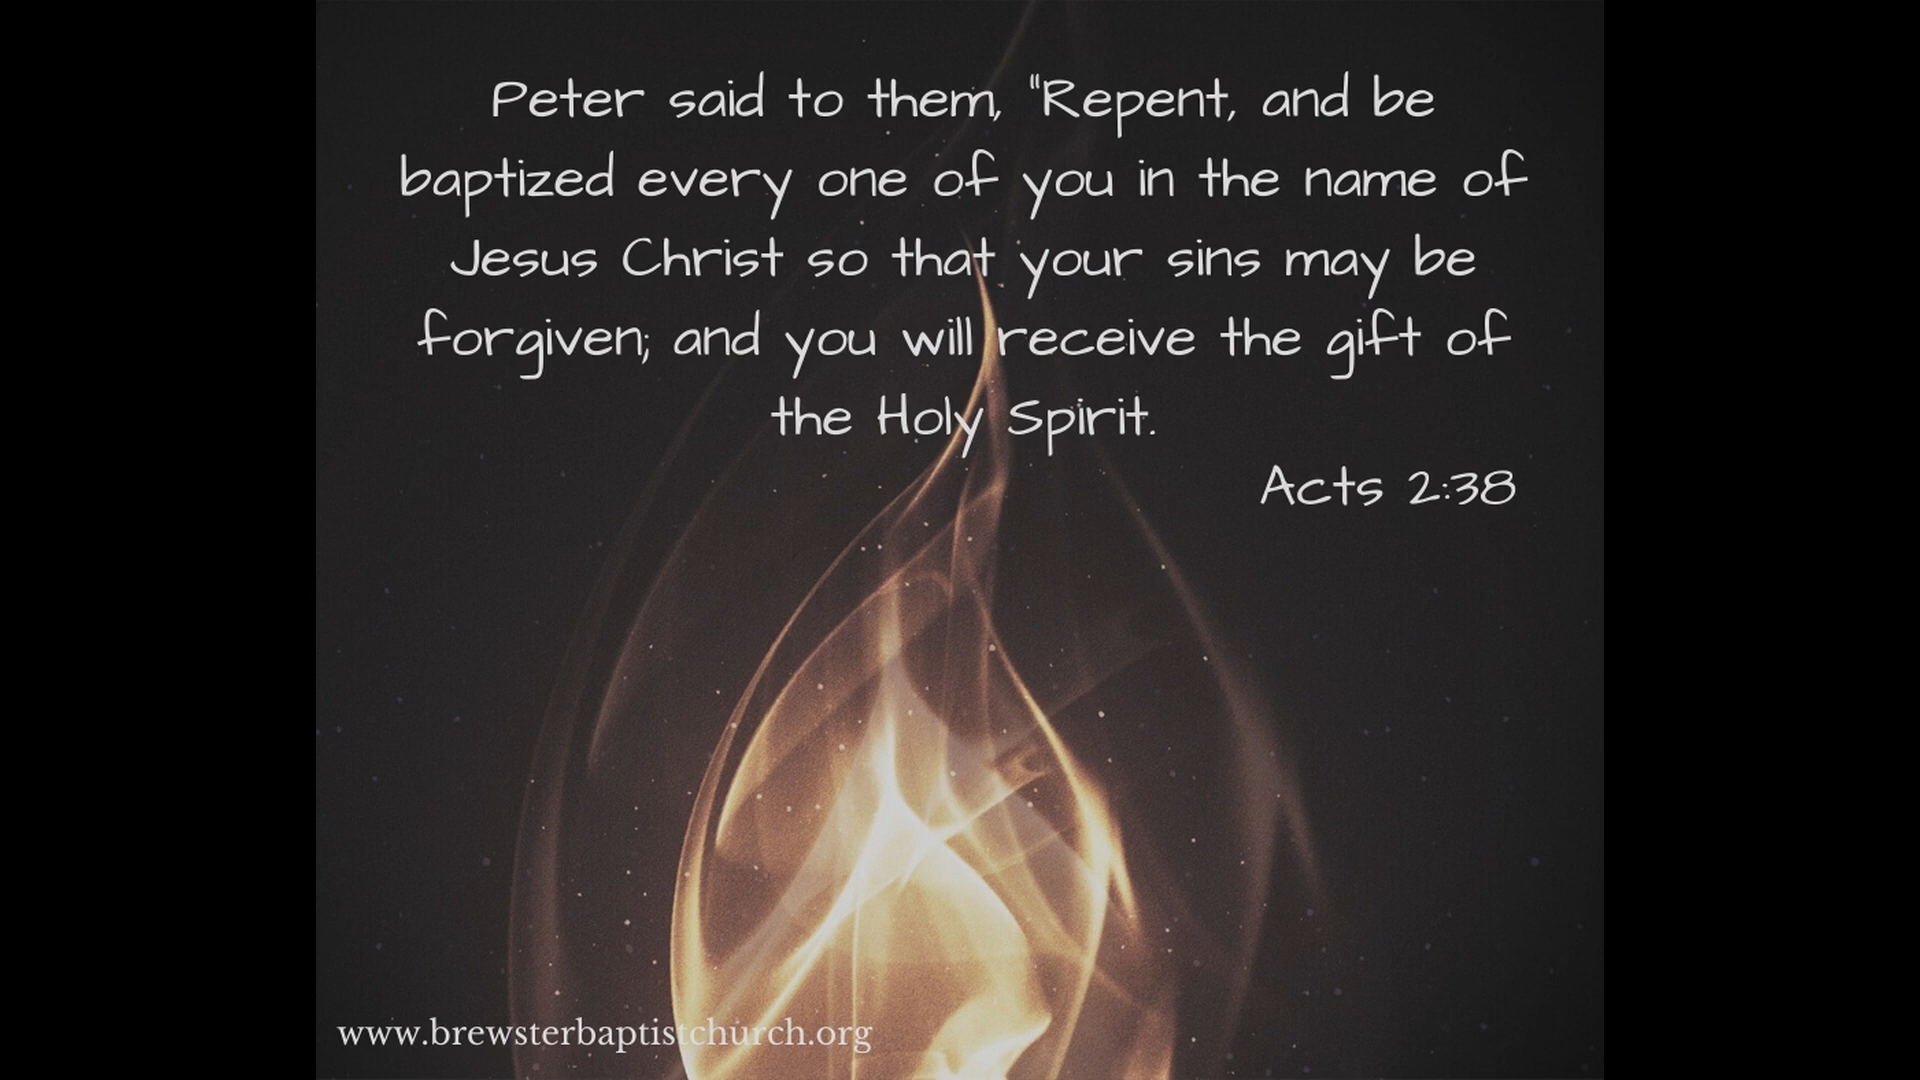 Peter said to them, "Repent, and be
baptized every one of you in the name of
Jesus Christ so that your sins may be
forgiven; and you will receive the gift of
the Holy Spirit.
Acts 2:38
www.brewsterbaptistchurch.org